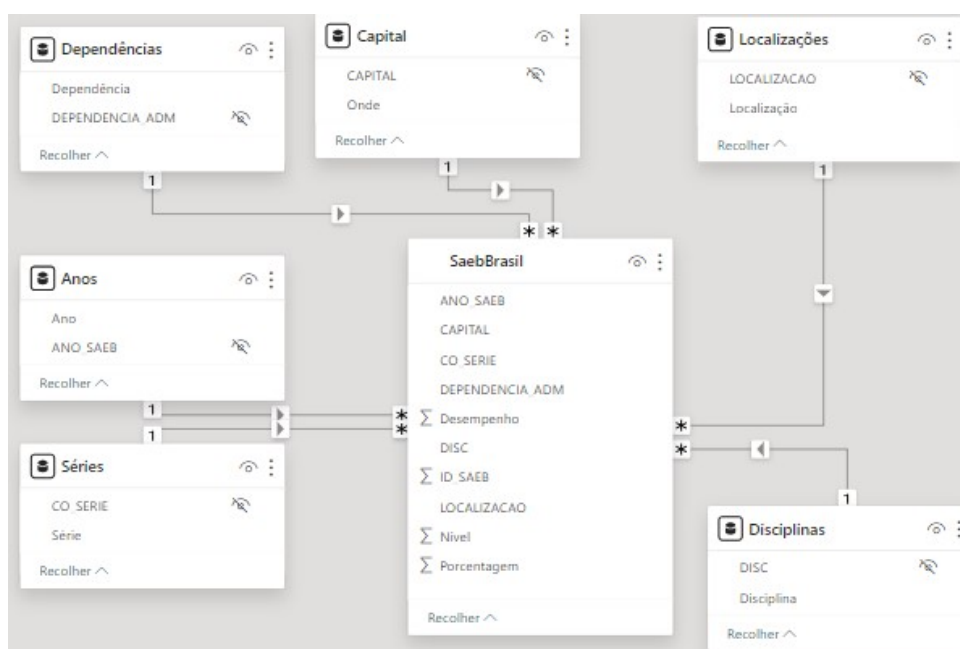 Dependências
Dependência
DEPENDENCIA_ADM
Recolher
1
Capital
CAPITAL
Onde
Recolher
1
Localizações
LOCALIZACAO
Localização
Recolher
1
* *
Anos
Ano
ANO_SAEB
Recolher
1
*
1
*
Séries
CO_SERIE
Série
Recolher
SaebBrasil
ANO_SAEB
CAPITAL
CO_SERIE
DEPENDENCIA_ADM
Σ Desempenho
DISC
Σ ID_SAEB
LOCALIZACAO
Σ Nível
Σ Porcentagem
Recolher
*
*
1
Disciplinas
DISC
Disciplina
Recolher